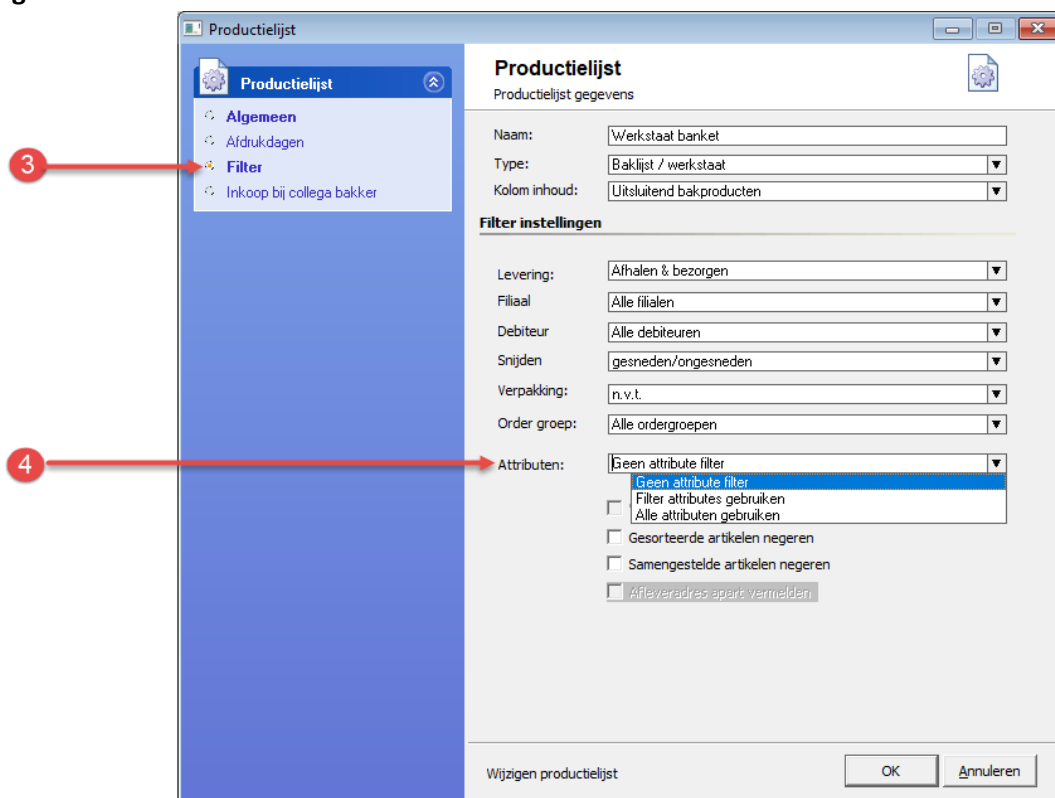 g
Productielijst
Productielijst
Algemeen
Afdrukdagen
3
Filter
Inkoop bij collega bakker
Productielijst
Productielijst gegevens
Naam: Werkstaat banket
Type: Baklijst / werkstaat
Kolom inhoud: Uitsluitend bakproducten
Filter instellingen
Levering: Afhalen & bezorgen
Filiaal Alle filialen
Debiteur Alle debiteuren
Snijden gesneden/ongesneden
Verpakking: n.v.t.
Order groep: Alle ordergroepen
4
Attributen: Geen attribute filter
Geen attribute filter
Filter attributes gebruiken
Alle attributen gebruiken
Gesorteerde artikelen negeren
Samengestelde artikelen negeren
Afleveradres apart vermelden
Wijzigen productielijst
OK
Annuleren